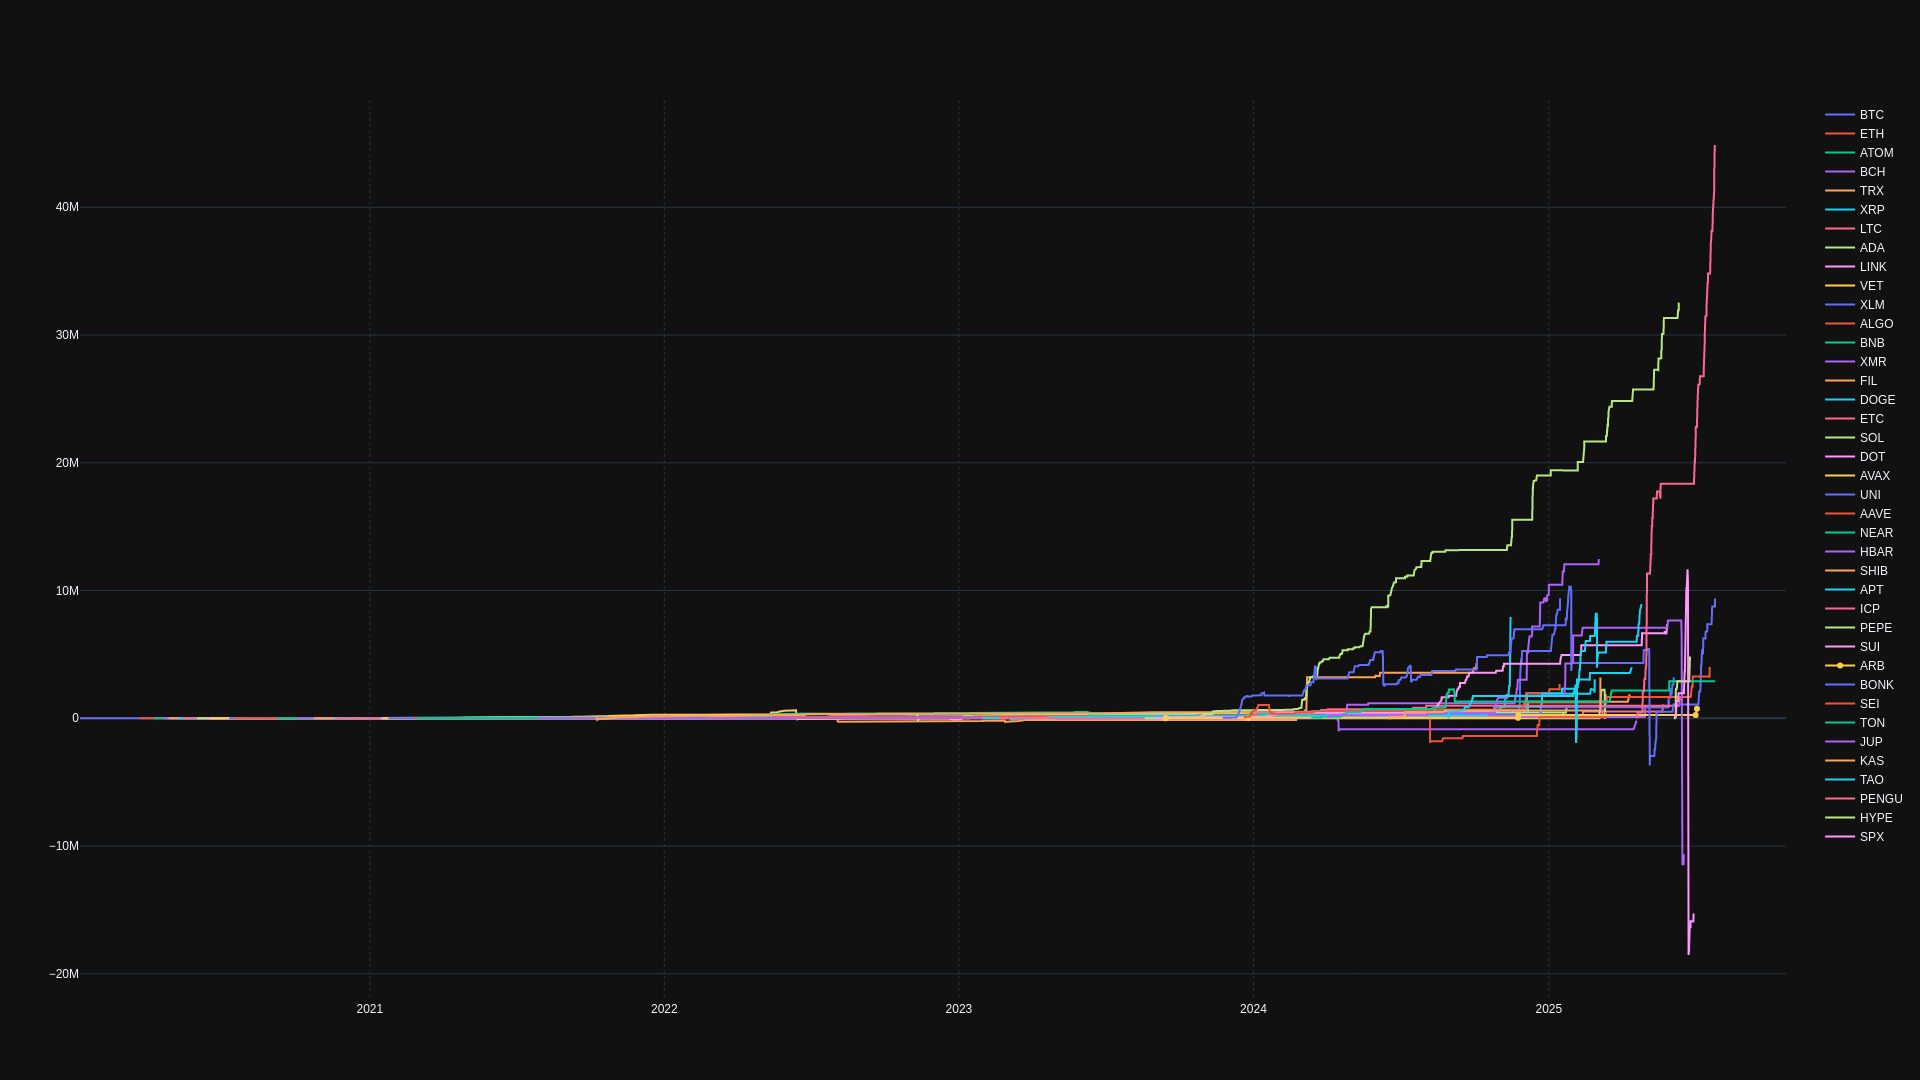 40M
30M
20M
10M
0
−10M
−20M
2021
2022
2023
2024
2025
BTC
ETH
ATOM
BCH
TRX
XRP
LTC
ADA
LINK
VET
XLM
ALGO
BNB
XMR
FIL
DOGE
ETC
SOL
DOT
AVAX
UNI
AAVE
NEAR
HBAR
SHIB
APT
ICP
PEPE
SUI
ARB
BONK
SEI
TON
JUP
KAS
TAO
PENGU
HYPE
SPX